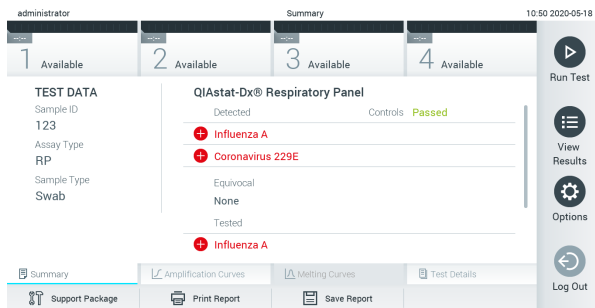 administrator
Summary
10:50 2020-05-18
--:--
--:--
--:--
--:--
1 Available
2 Available
3 Available
4 Available
Run Test
View
Results
Options
Log Out
TEST DATA
Sample ID
123
Assay Type
RP
Sample Type
Swab
QIAstat-Dx® Respiratory Panel
Detected
Controls Passed
Influenza A
Coronavirus 229E
Equivocal
None
Tested
Influenza A
Summary
Amplification Curves
Melting Curves
Test Details
Support Package
Print Report
Save Report